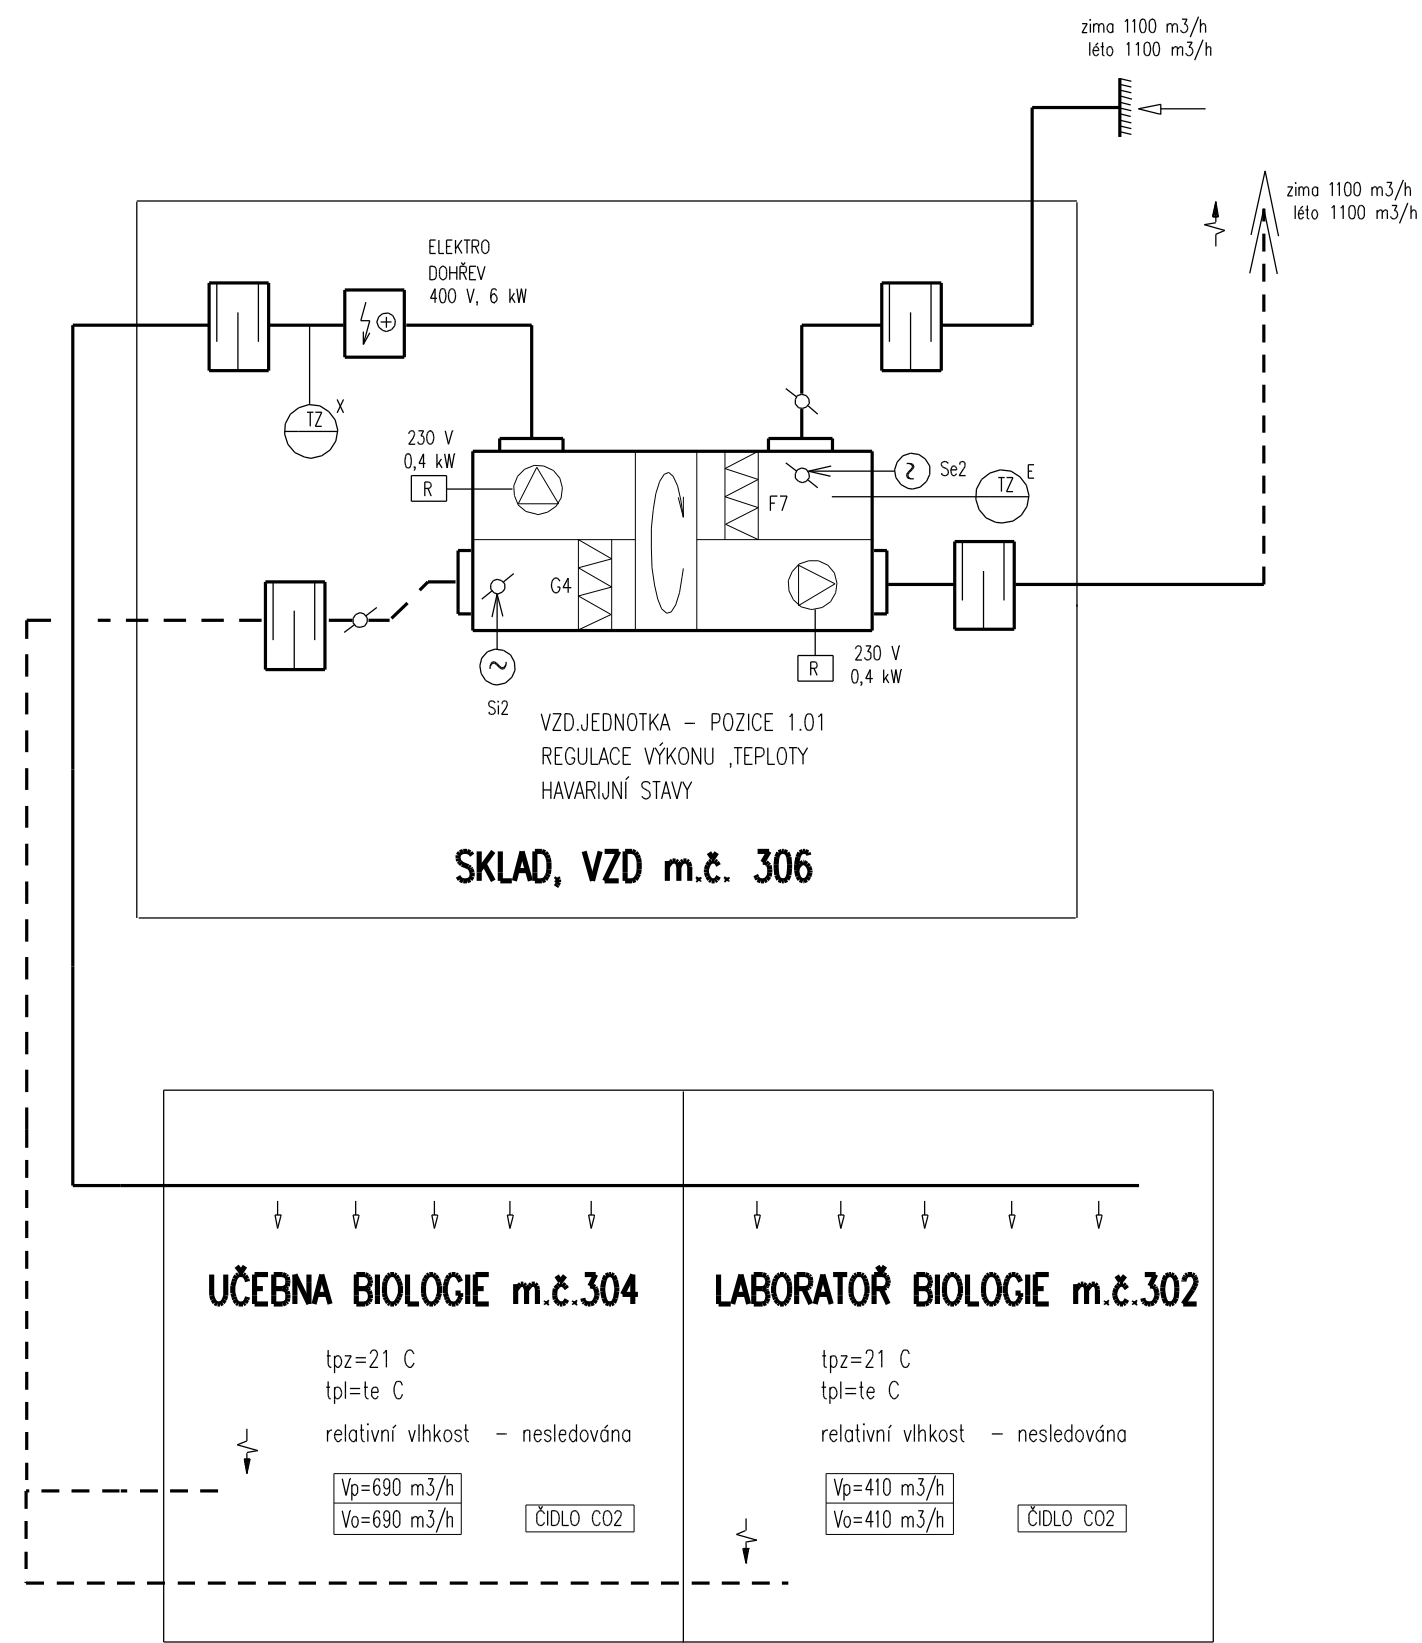 zima 1100 m3/h
léto 1100 m3/h
zima 1100 m3/h
léto 1100 m3/h
ELEKTRO
DOHŘEV
400 V, 6 kW
TZ
X
230 V
0,4 kW
R
Se2
TZ
E
F7
G4
R
230 V
0,4 kW
Si2
VZD.JEDNOTKA – POZICE 1.01
REGULACE VÝKONU ,TEPLOTY
HAVARIJNÍ STAVY
SKLAD, VZD m.č. 306
UČEBNA BIOLOGIE m.č.304
tpz=21 C
tpl=te C
relativní vlhkost – nesledována
Vp=690 m3/h
Vo=690 m3/h
ČIDLO CO2
LABORATOŘ BIOLOGIE m.č.302
tpz=21 C
tpl=te C
relativní vlhkost – nesledována
Vp=410 m3/h
Vo=410 m3/h
ČIDLO CO2